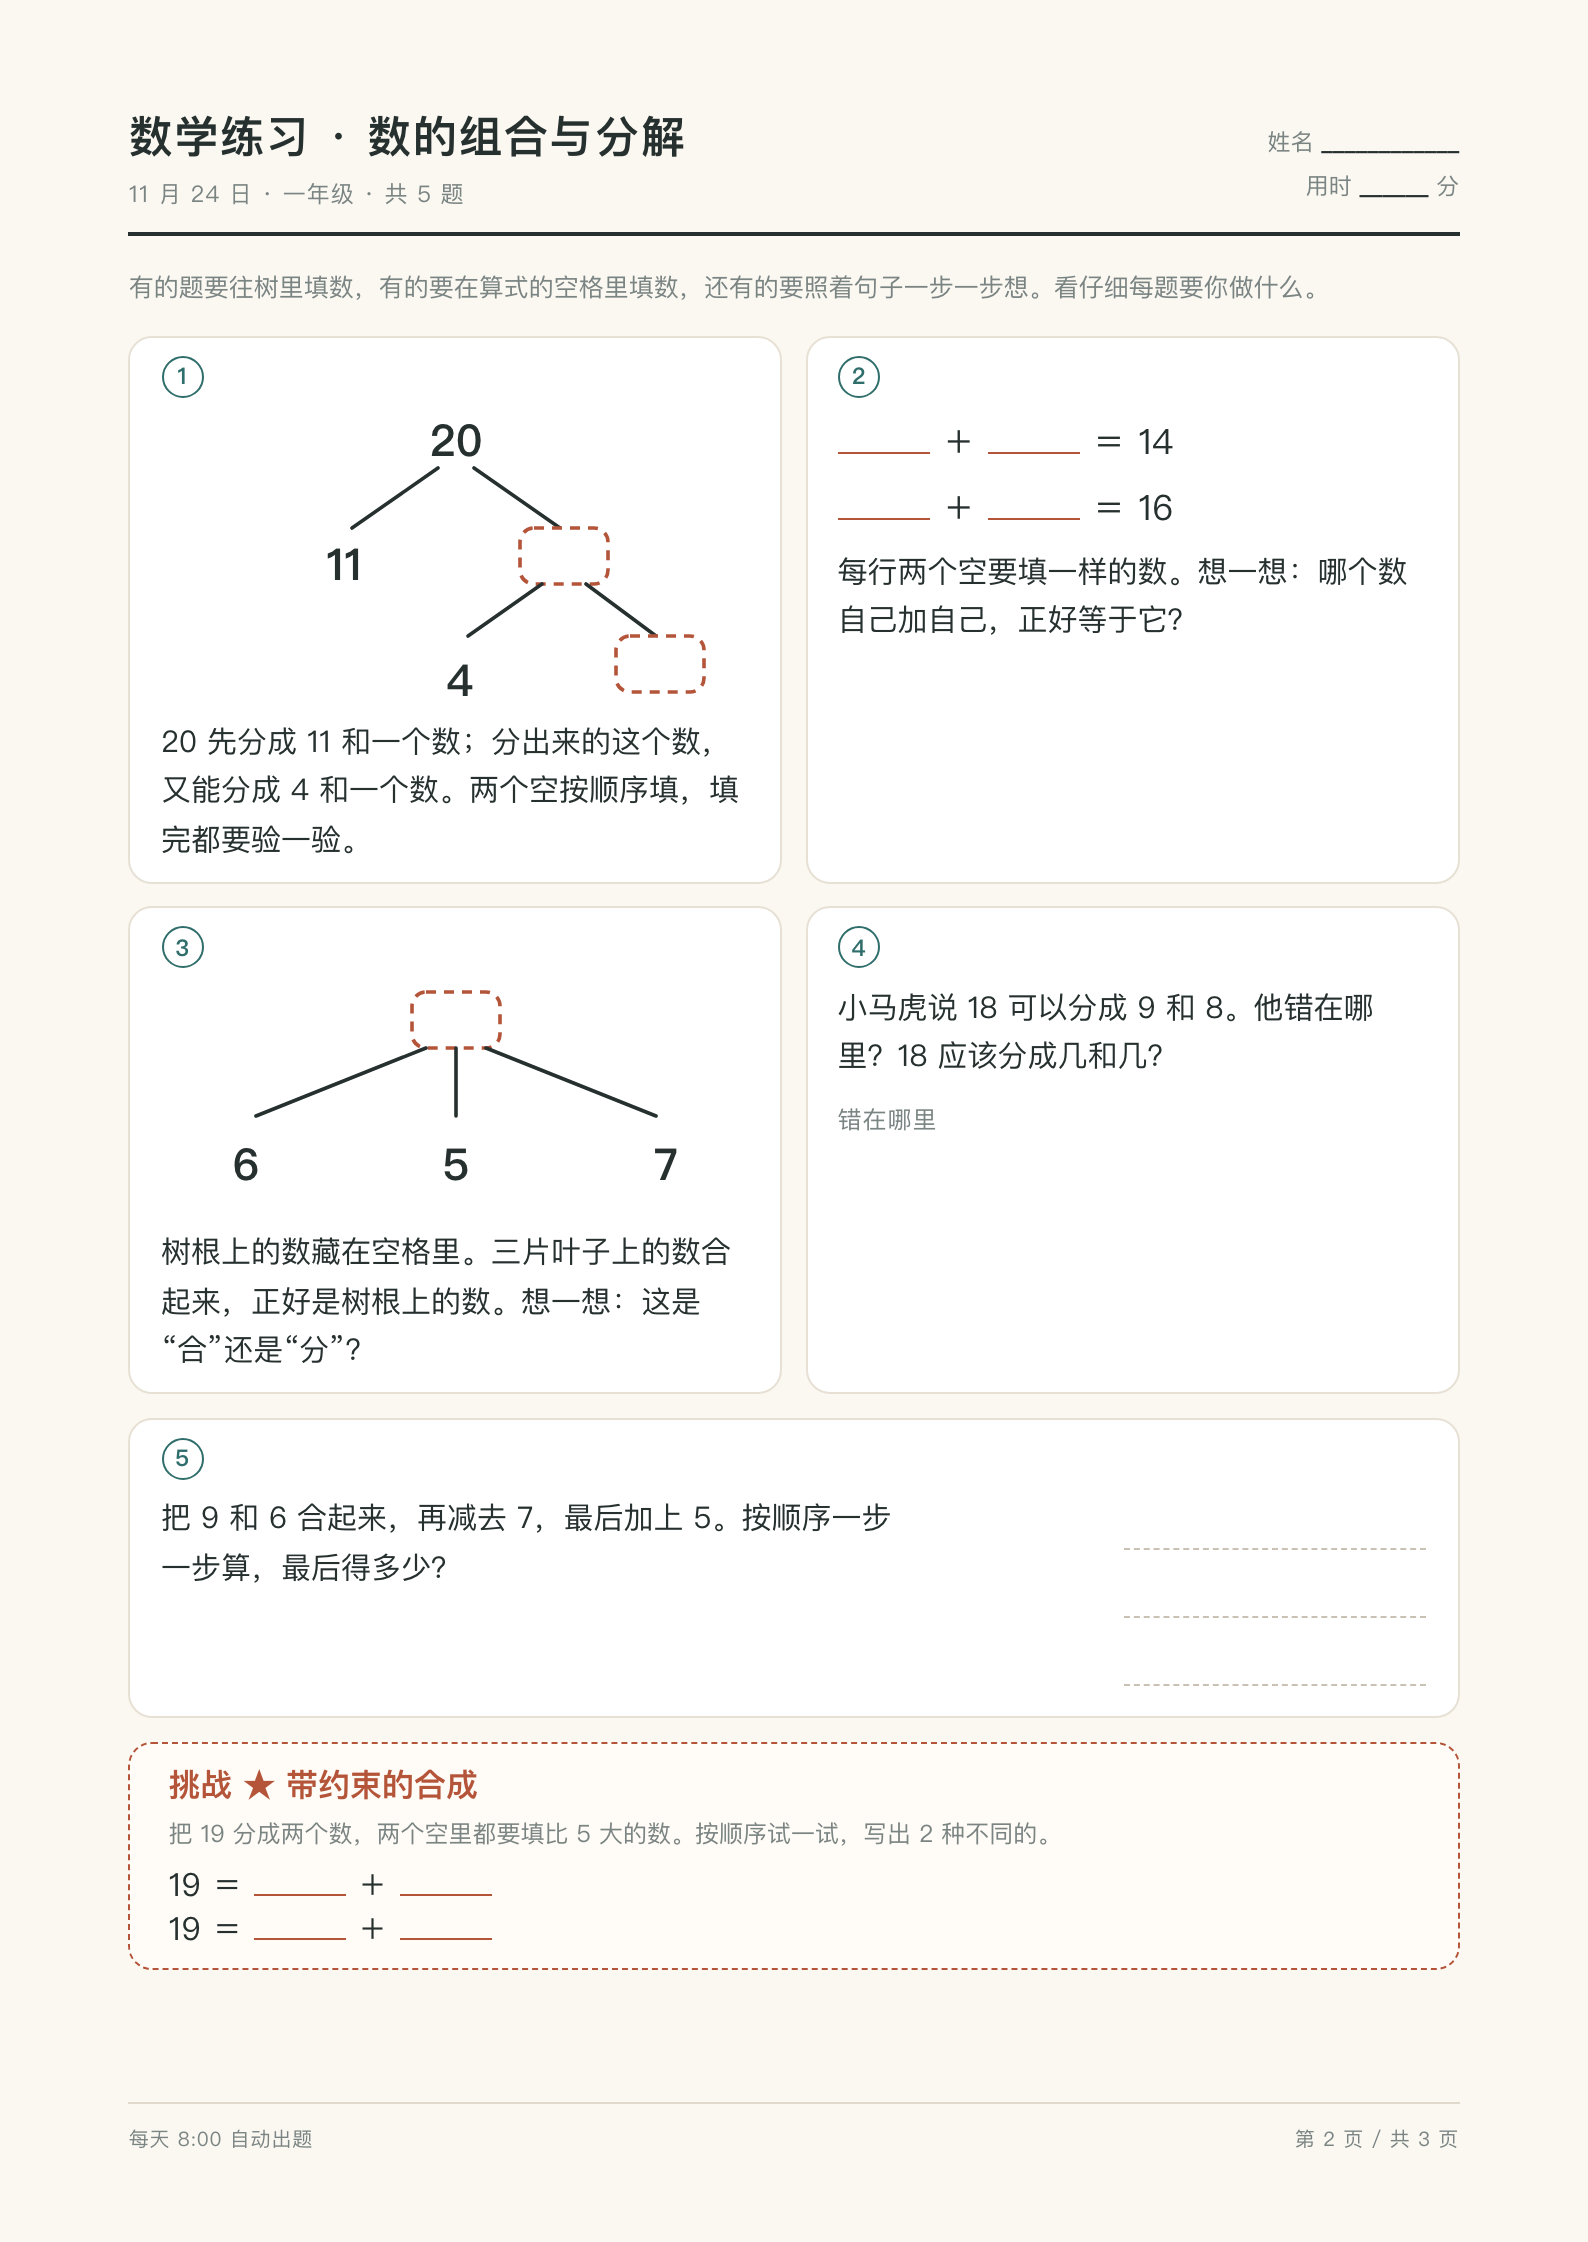 数学练习 · 数的组合与分解
11 月 24 日 · 一年级 · 共 5 题
姓名 ____________
用时 ______ 分
有的题要往树里填数，有的要在算式的空格里填数，还有的要照着句子一步一步想。看仔细每题要你做什么。
1
20
11
4
20 先分成 11 和一个数；分出来的这个数，
又能分成 4 和一个数。两个空按顺序填，填
完都要验一验。
2
____ + ____ = 14
____ + ____ = 16
每行两个空要填一样的数。想一想：哪个数
自己加自己，正好等于它？
3
6 5 7
树根上的数藏在空格里。三片叶子上的数合
起来，正好是树根上的数。想一想：这是
“合”还是“分”？
4
小马虎说 18 可以分成 9 和 8。他错在哪
里？18 应该分成几和几？
错在哪里
5
把 9 和 6 合起来，再减去 7，最后加上 5。按顺序一步
一步算，最后得多少？
挑战 ★ 带约束的合成
把 19 分成两个数，两个空里都要填比 5 大的数。按顺序试一试，写出 2 种不同的。
19 = ____ + ____
19 = ____ + ____
每天 8:00 自动出题
第 2 页 / 共 3 页